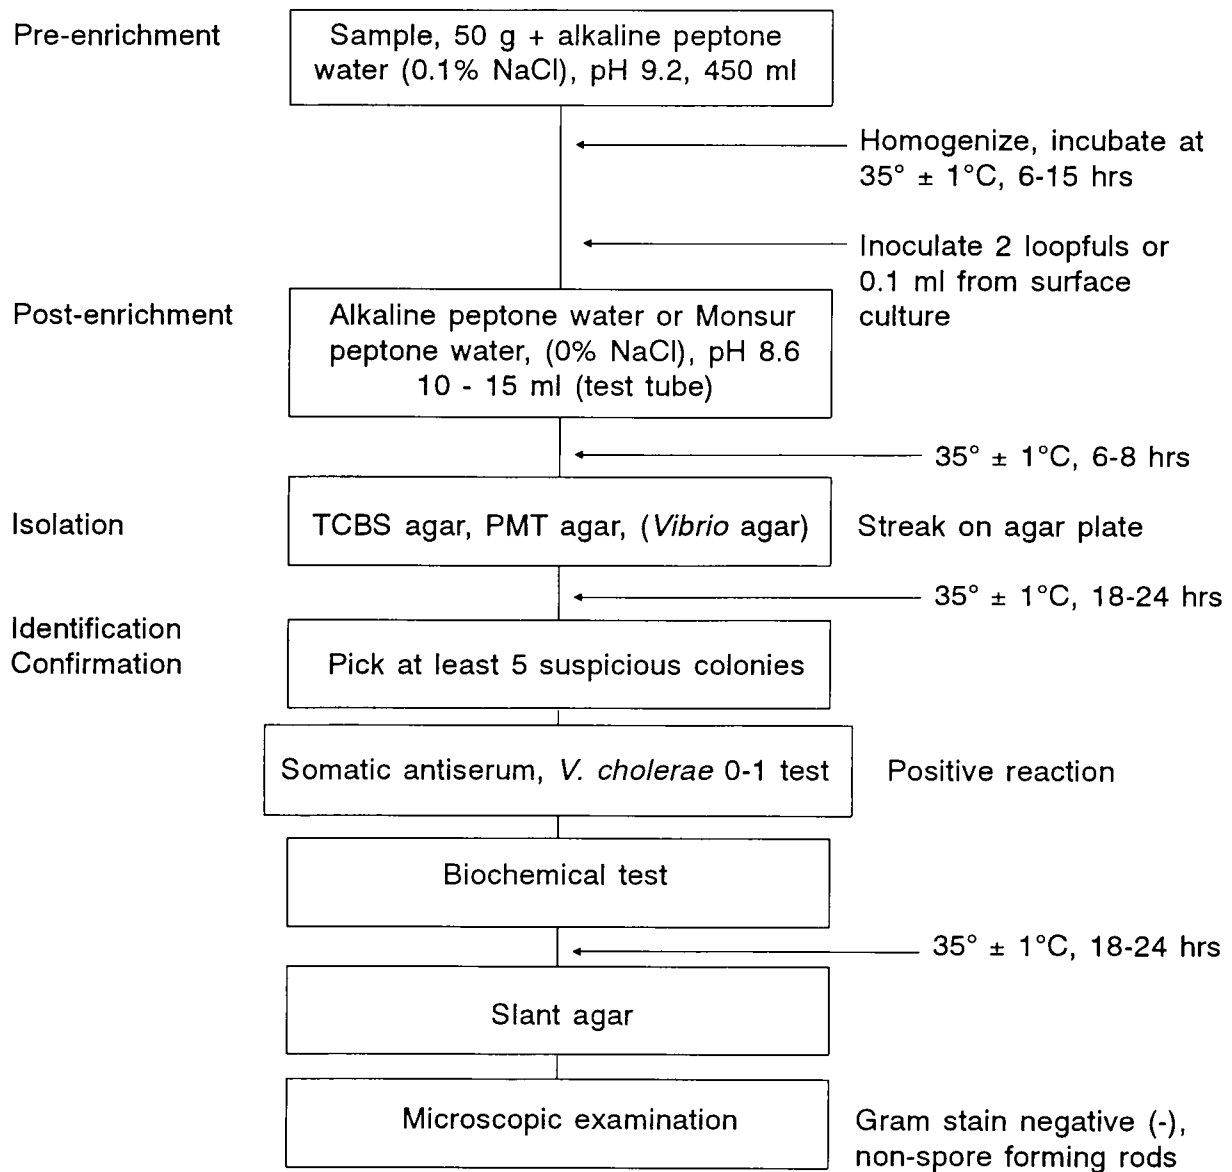 Pre-enrichment
Sample, 50 g + alkaline peptone
water (0.1% NaCl), pH 9.2, 450 ml
Homogenize, incubate at
35° ± 1°C, 6-15 hrs
Inoculate 2 loopfuls or
0.1 ml from surface
culture
Post-enrichment
Alkaline peptone water or Monsur
peptone water, (0% NaCl), pH 8.6
10 - 15 ml (test tube)
35° ± 1°C, 6-8 hrs
Isolation
TCBS agar, PMT agar, (Vibrio agar)
Streak on agar plate
35° ± 1°C, 18-24 hrs
Identification
Confirmation
Pick at least 5 suspicious colonies
Somatic antiserum, V. cholerae 0-1 test
Positive reaction
Biochemical test
35° ± 1°C, 18-24 hrs
Slant agar
Microscopic examination
Gram stain negative (-),
non-spore forming rods